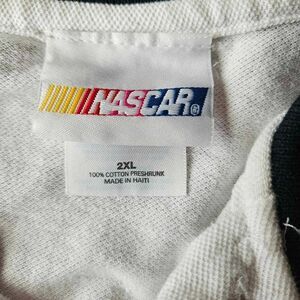 NASCAR®
2XL
100% COTTON PRESHRUNK
MADE IN HAITI